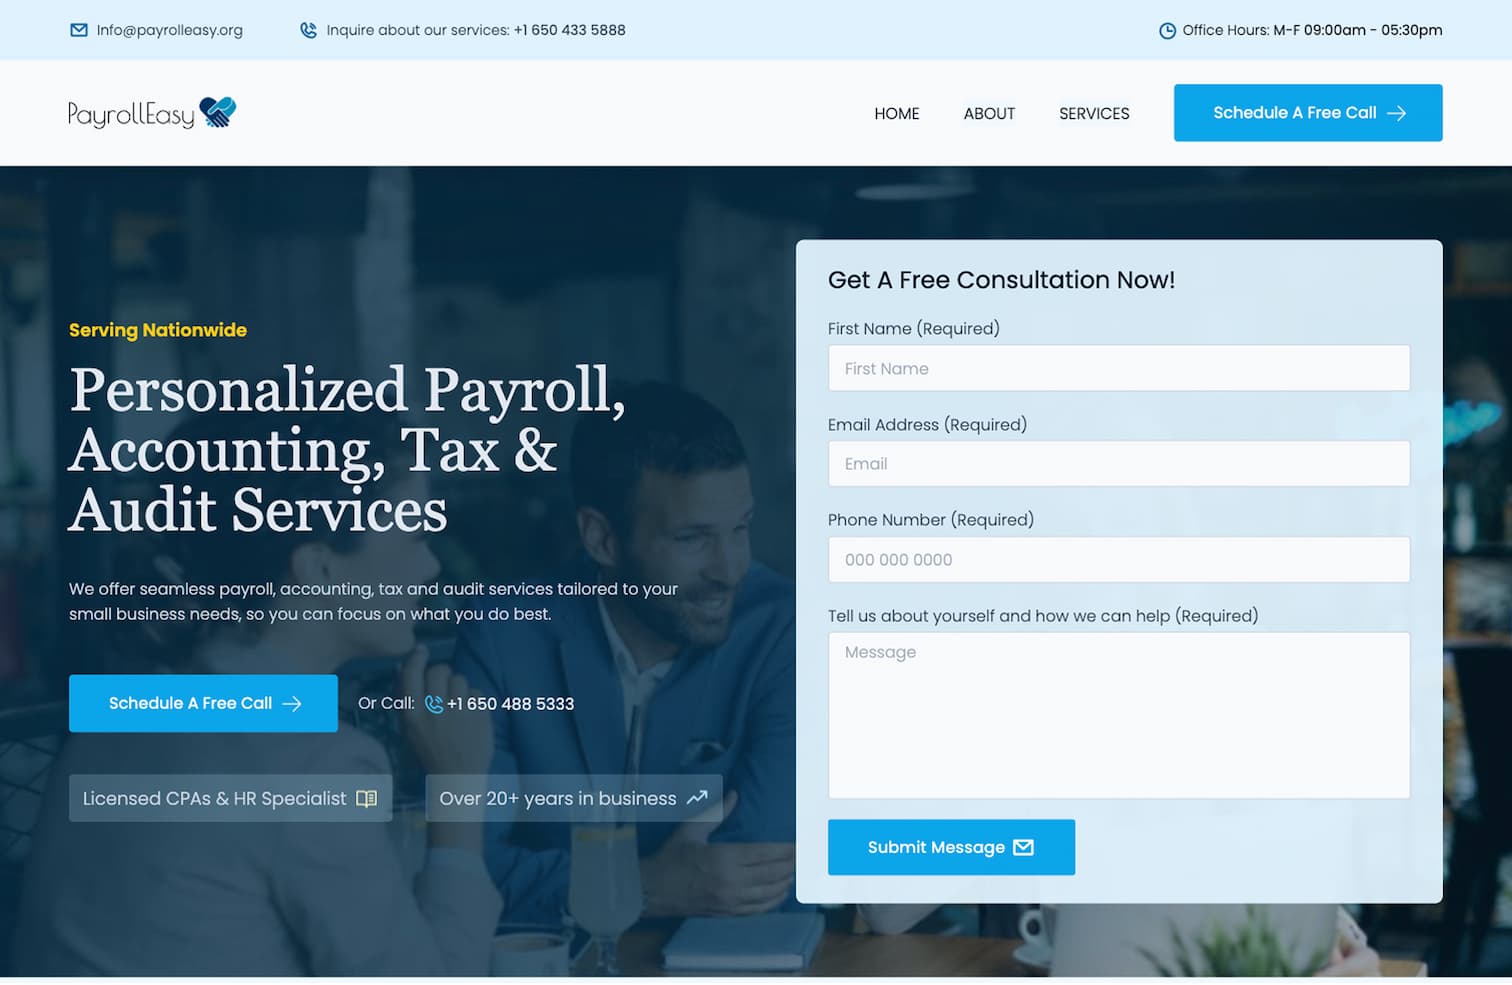 Info@payrolleasy.org
Inquire about our services: +1 650 433 5888
Office Hours: M-F 09:00am - 05:30pm
PayrollEasy
HOME
ABOUT
SERVICES
Schedule A Free Call
Serving Nationwide
Personalized Payroll,
Accounting, Tax &
Audit Services
We offer seamless payroll, accounting, tax and audit services tailored to your
small business needs, so you can focus on what you do best.
Schedule A Free Call
Or Call: +1 650 488 5333
Licensed CPAs & HR Specialist
Over 20+ years in business
Get A Free Consultation Now!
First Name (Required)
First Name
Email Address (Required)
Email
Phone Number (Required)
000 000 0000
Tell us about yourself and how we can help (Required)
Message
Submit Message